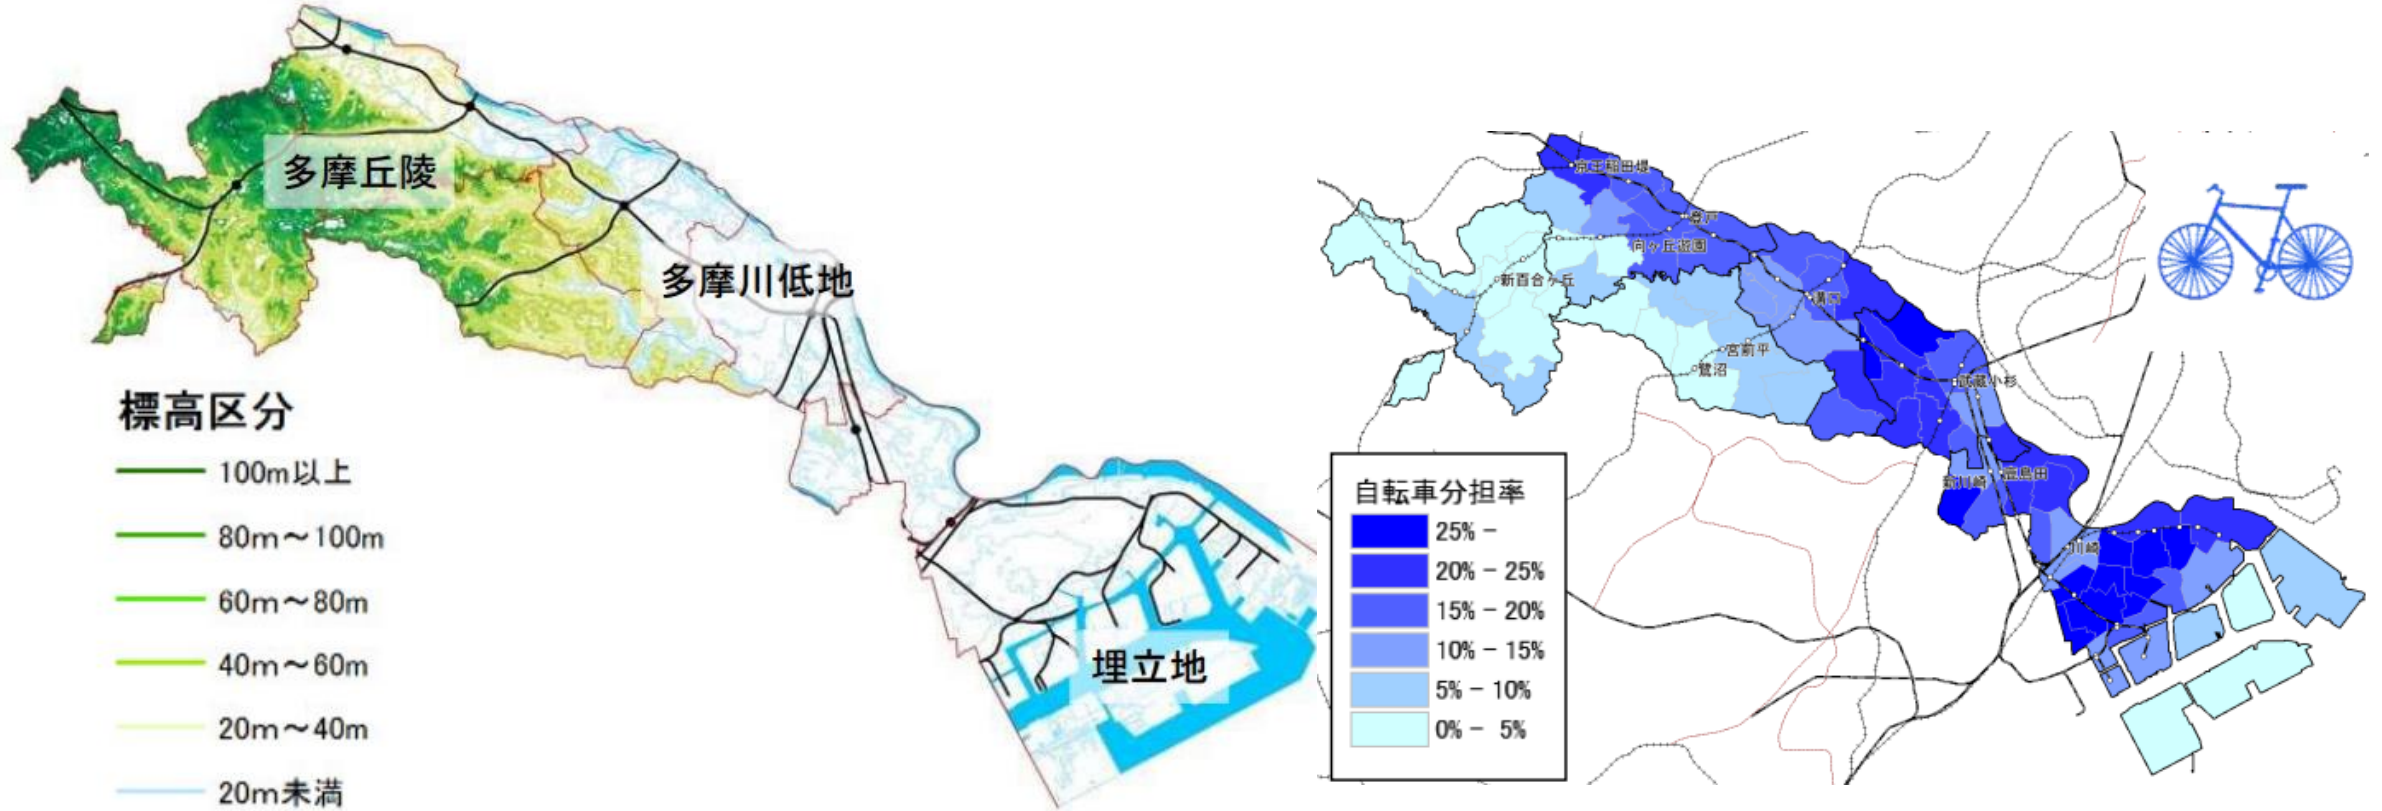 多摩丘陵
多摩川低地
埋立地
標高区分
100m以上
80m～100m
60m～80m
40m～60m
20m～40m
20m未満
京王稲田堤
登戸
向ヶ丘遊園
新百合ヶ丘
溝口
宮前平
鷺沼
武蔵小杉
鹿島田
新川崎
川崎
自転車分担率
25% -
20% - 25%
15% - 20%
10% - 15%
5% - 10%
0% - 5%